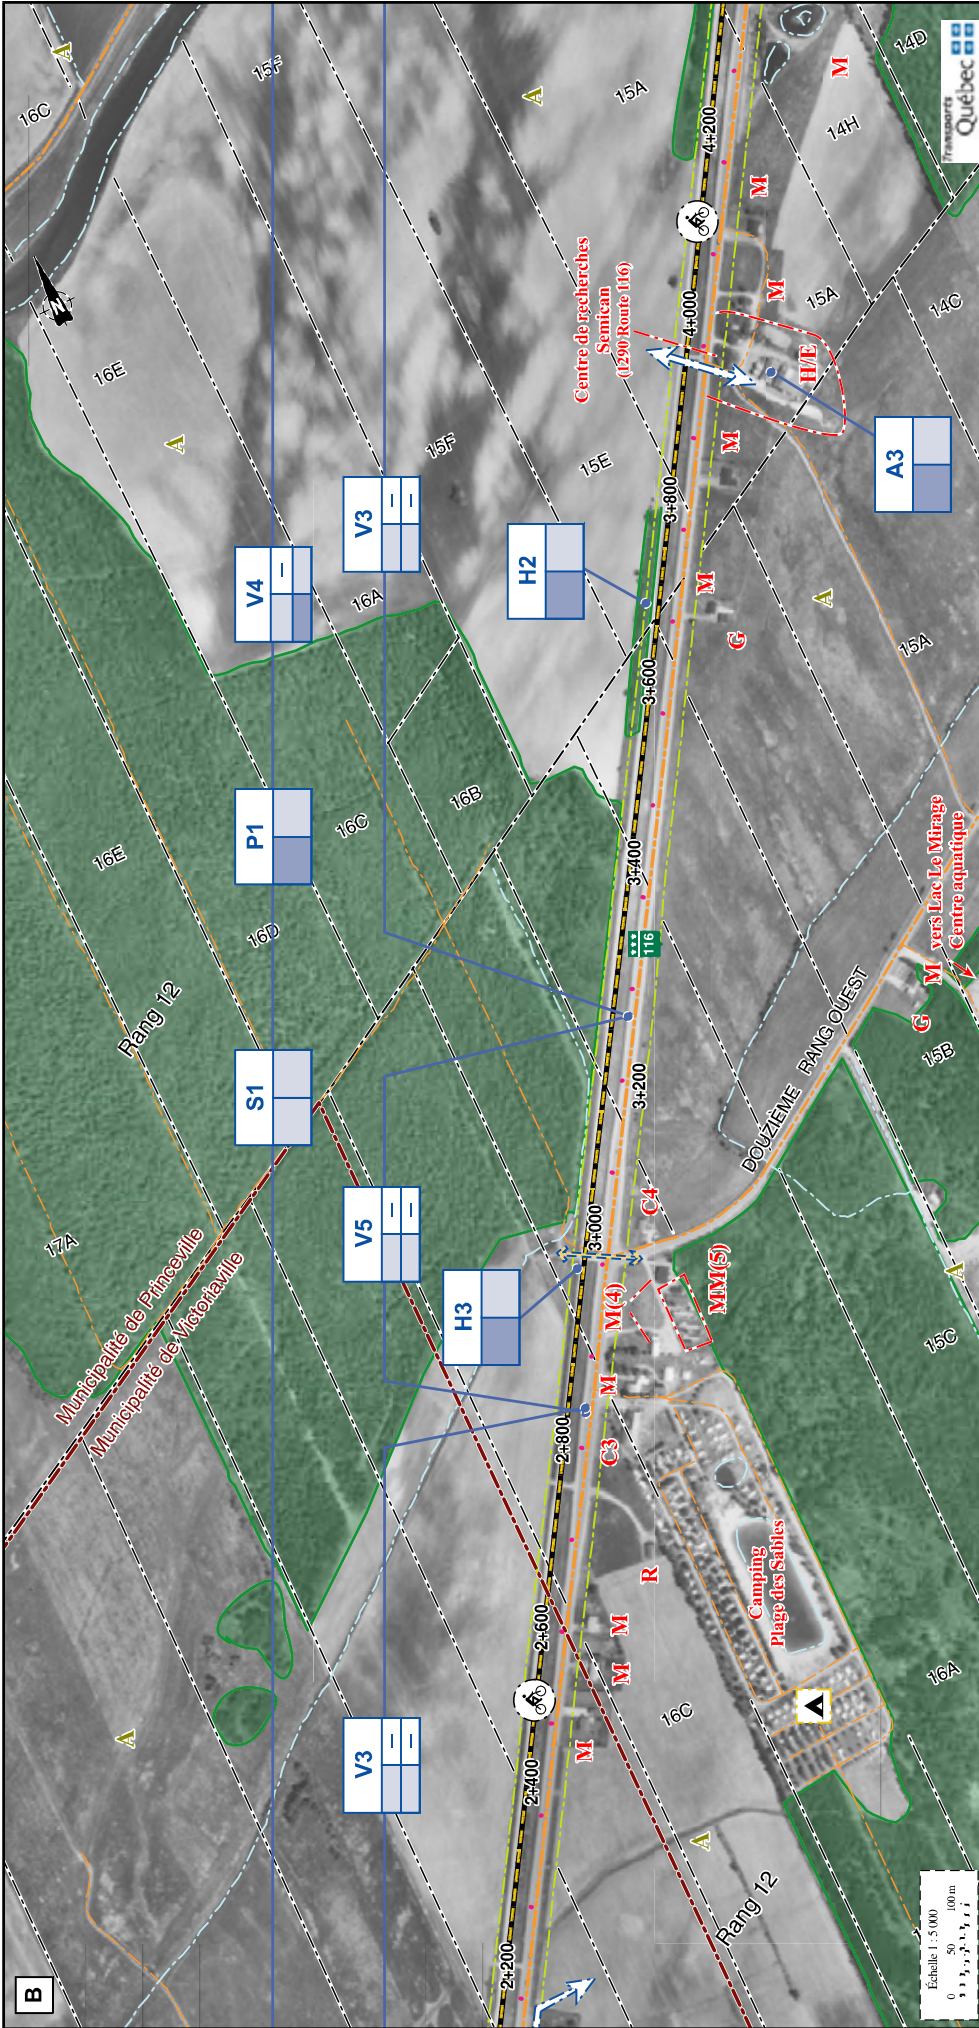 B
Municipalité de Princeville
Municipalité de Victoriaville
Rang 12
Rang 12
17A
16E
16D
16C
16B
16A
16E
15F
15F
16C
15E
15A
14D
14H
15A
14C
15A
15B
15C
16A
16C
A
A
A
A
A
A
A
V3
– –
V5
– –
V3
– –
V4
–
S1
P1
H3
H2
A3
2+200
2+400
2+600
2+800
3+000
3+200
3+400
3+600
3+800
4+000
4+200
116
N
Centre de recherches
Semican
(1290 Route 116)
H/E
M
M
M
M
M
G
M
M
M
R
C3
M
M(4)
MM(5)
C4
G
M vers Lac Le Mirage
Centre aquatique
DOUZIÈME RANG OUEST
Camping
Plage des Sables
Échelle 1 : 5 000
0 50 100 m
Transports
Québec